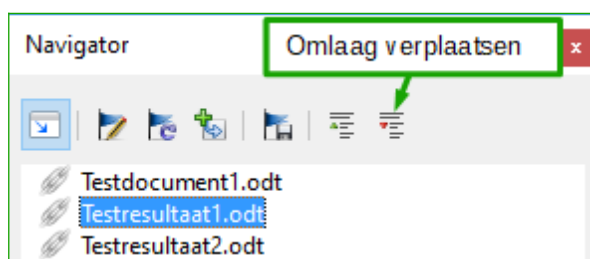 Navigator
Omlaag verplaatsen
x
Testdocument1.odt
Testresultaat1.odt
Testresultaat2.odt